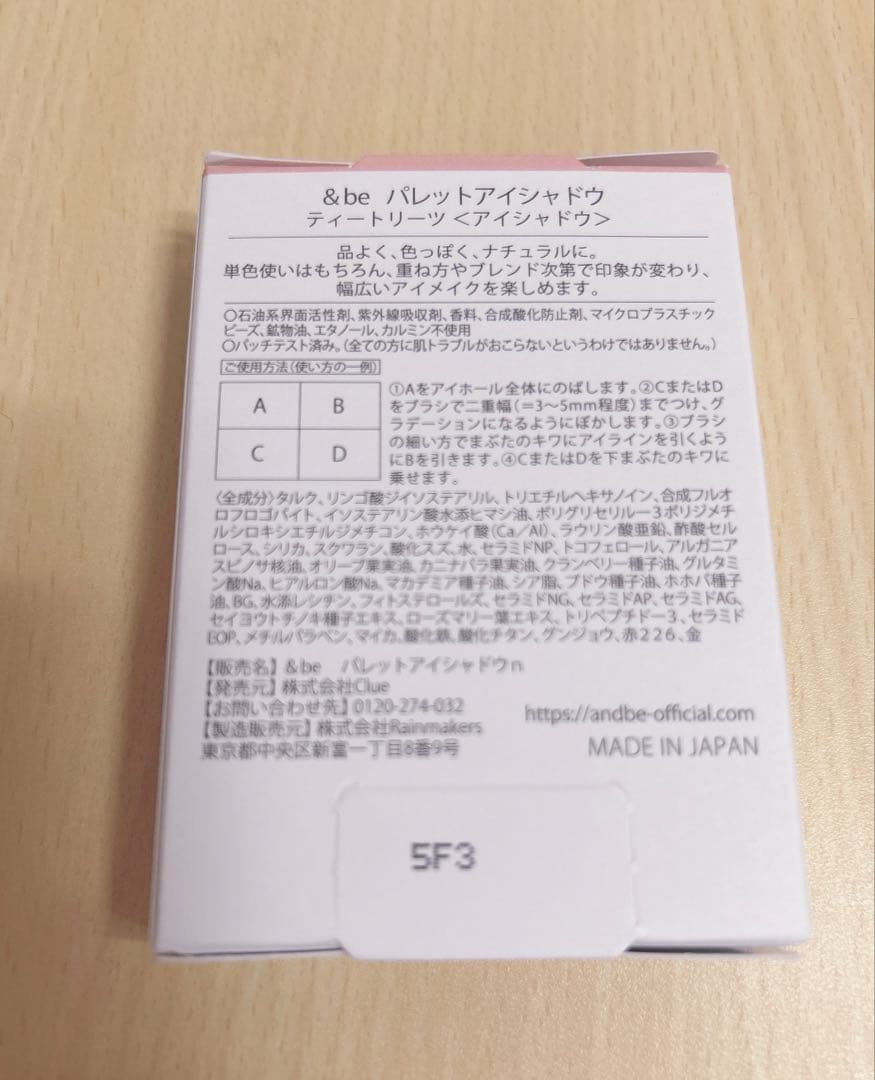 &be パレットアイシャドウ
ティートリーツ＜アイシャドウ＞
品よく、色っぽく、ナチュラルに。
単色使いはもちろん、重ね方やブレンド次第で印象が変わり、
幅広いアイメイクを楽しめます。
〇石油系界面活性剤、紫外線吸収剤、香料、合成酸化防止剤、マイクロプラスチック
ビーズ、鉱物油、エタノール、カルミン不使用
〇パッチテスト済み。（全ての方に肌トラブルがおこらないというわけではありません。）
ご使用方法（使い方の一例）
A B
C D
①Aをアイホール全体にのばします。②CまたはD
をブラシで二重幅（＝3〜5mm程度）までつけ、グ
ラデーションになるようにぼかします。③ブラシ
の細い方でまぶたのキワにアイラインを引くよう
にBを引きます。④CまたはDを下まぶたのキワに
乗せます。
〈全成分〉タルク、リンゴ酸ジイソステアリル、トリエチルヘキサノイン、合成フルオ
ロフロゴパイト、イソステアリン酸水添ヒマシ油、ポリグリセリル－3ポリジメチ
ルシロキシエチルジメチコン、ホウケイ酸（Ca／Al）、ラウリン酸亜鉛、酢酸セル
ロース、シリカ、スクワラン、酸化スズ、水、セラミドNP、トコフェロール、アルガニア
スピノサ核油、オリーブ果実油、カニナバラ果実油、クランベリー種子油、グルタミ
ン酸Na、ヒアルロン酸Na、マカデミア種子油、シア脂、ブドウ種子油、ホホバ種子
油、BG、水添レシチン、フィトステロールズ、セラミドNG、セラミドAP、セラミドAG、
セイヨウトチノキ種子エキス、ローズマリー葉エキス、トリペプチド－3、セラミド
EOP、メチルパラベン、マイカ、酸化鉄、酸化チタン、グンジョウ、赤226、金
【販売名】&be パレットアイシャドウn
【発売元】株式会社Clue
【お問い合わせ先】0120-274-032
【製造販売元】株式会社Rainmakers
東京都中央区新富一丁目8番9号
https://andbe-official.com
MADE IN JAPAN
5F3